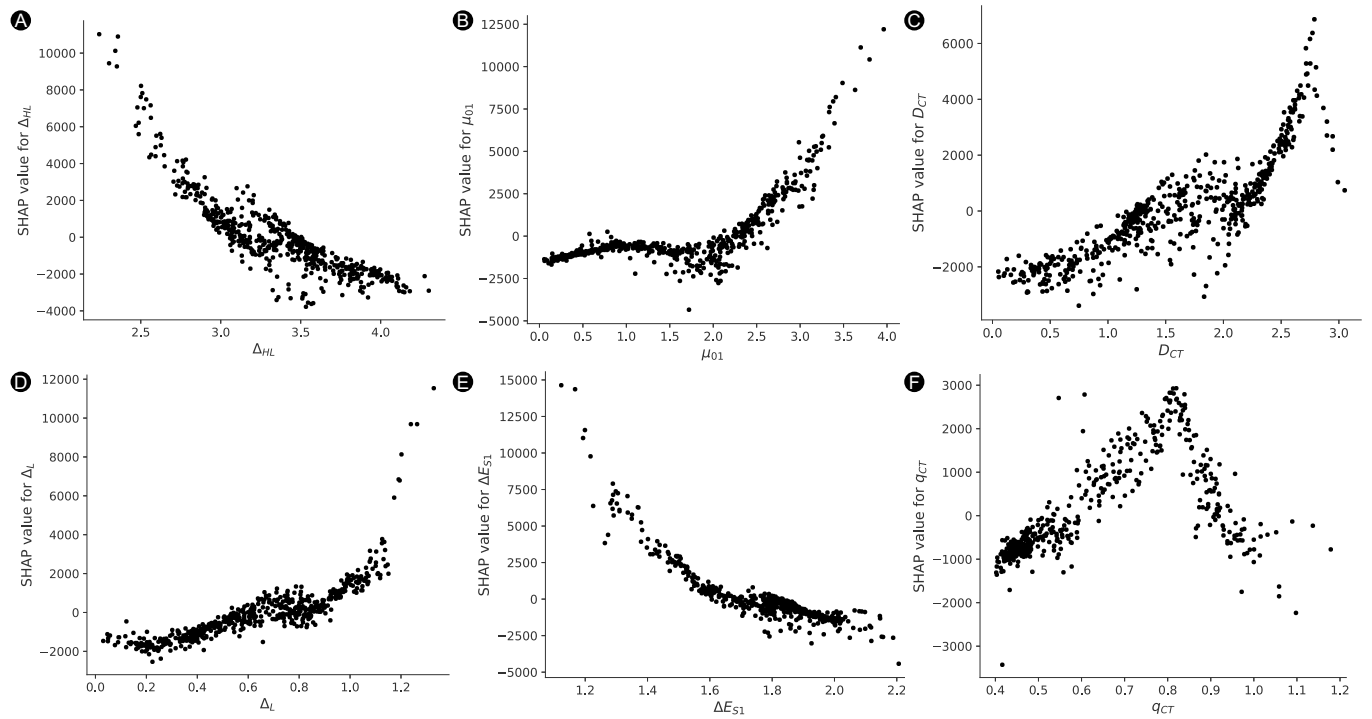 A
SHAP value for Δ_HL
10000
8000
6000
4000
2000
0
−2000
−4000
2.5 3.0 3.5 4.0
Δ_HL
B
SHAP value for μ₀₁
12500
10000
7500
5000
2500
0
−2500
−5000
0.0 0.5 1.0 1.5 2.0 2.5 3.0 3.5 4.0
μ₀₁
C
SHAP value for D_CT
6000
4000
2000
0
−2000
0.0 0.5 1.0 1.5 2.0 2.5 3.0
D_CT
D
SHAP value for Δ_L
12000
10000
8000
6000
4000
2000
0
−2000
0.0 0.2 0.4 0.6 0.8 1.0 1.2
Δ_L
E
SHAP value for ΔE_S1
15000
12500
10000
7500
5000
2500
0
−2500
−5000
1.2 1.4 1.6 1.8 2.0 2.2
ΔE_S1
F
SHAP value for q_CT
3000
2000
1000
0
−1000
−2000
−3000
0.4 0.5 0.6 0.7 0.8 0.9 1.0 1.1 1.2
q_CT